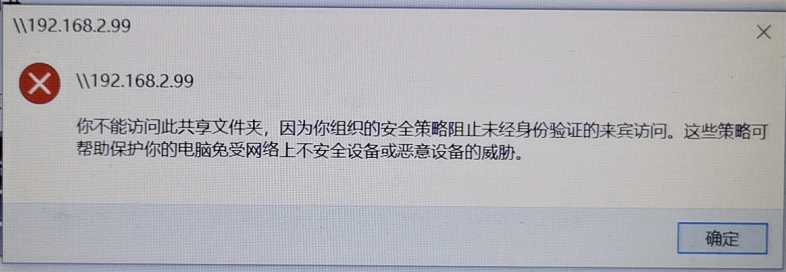 \\192.168.2.99
\\192.168.2.99
你不能访问此共享文件夹，因为你组织的安全策略阻止未经身份验证的来宾访问。这些策略可
帮助保护你的电脑免受网络上不安全设备或恶意设备的威胁。
确定